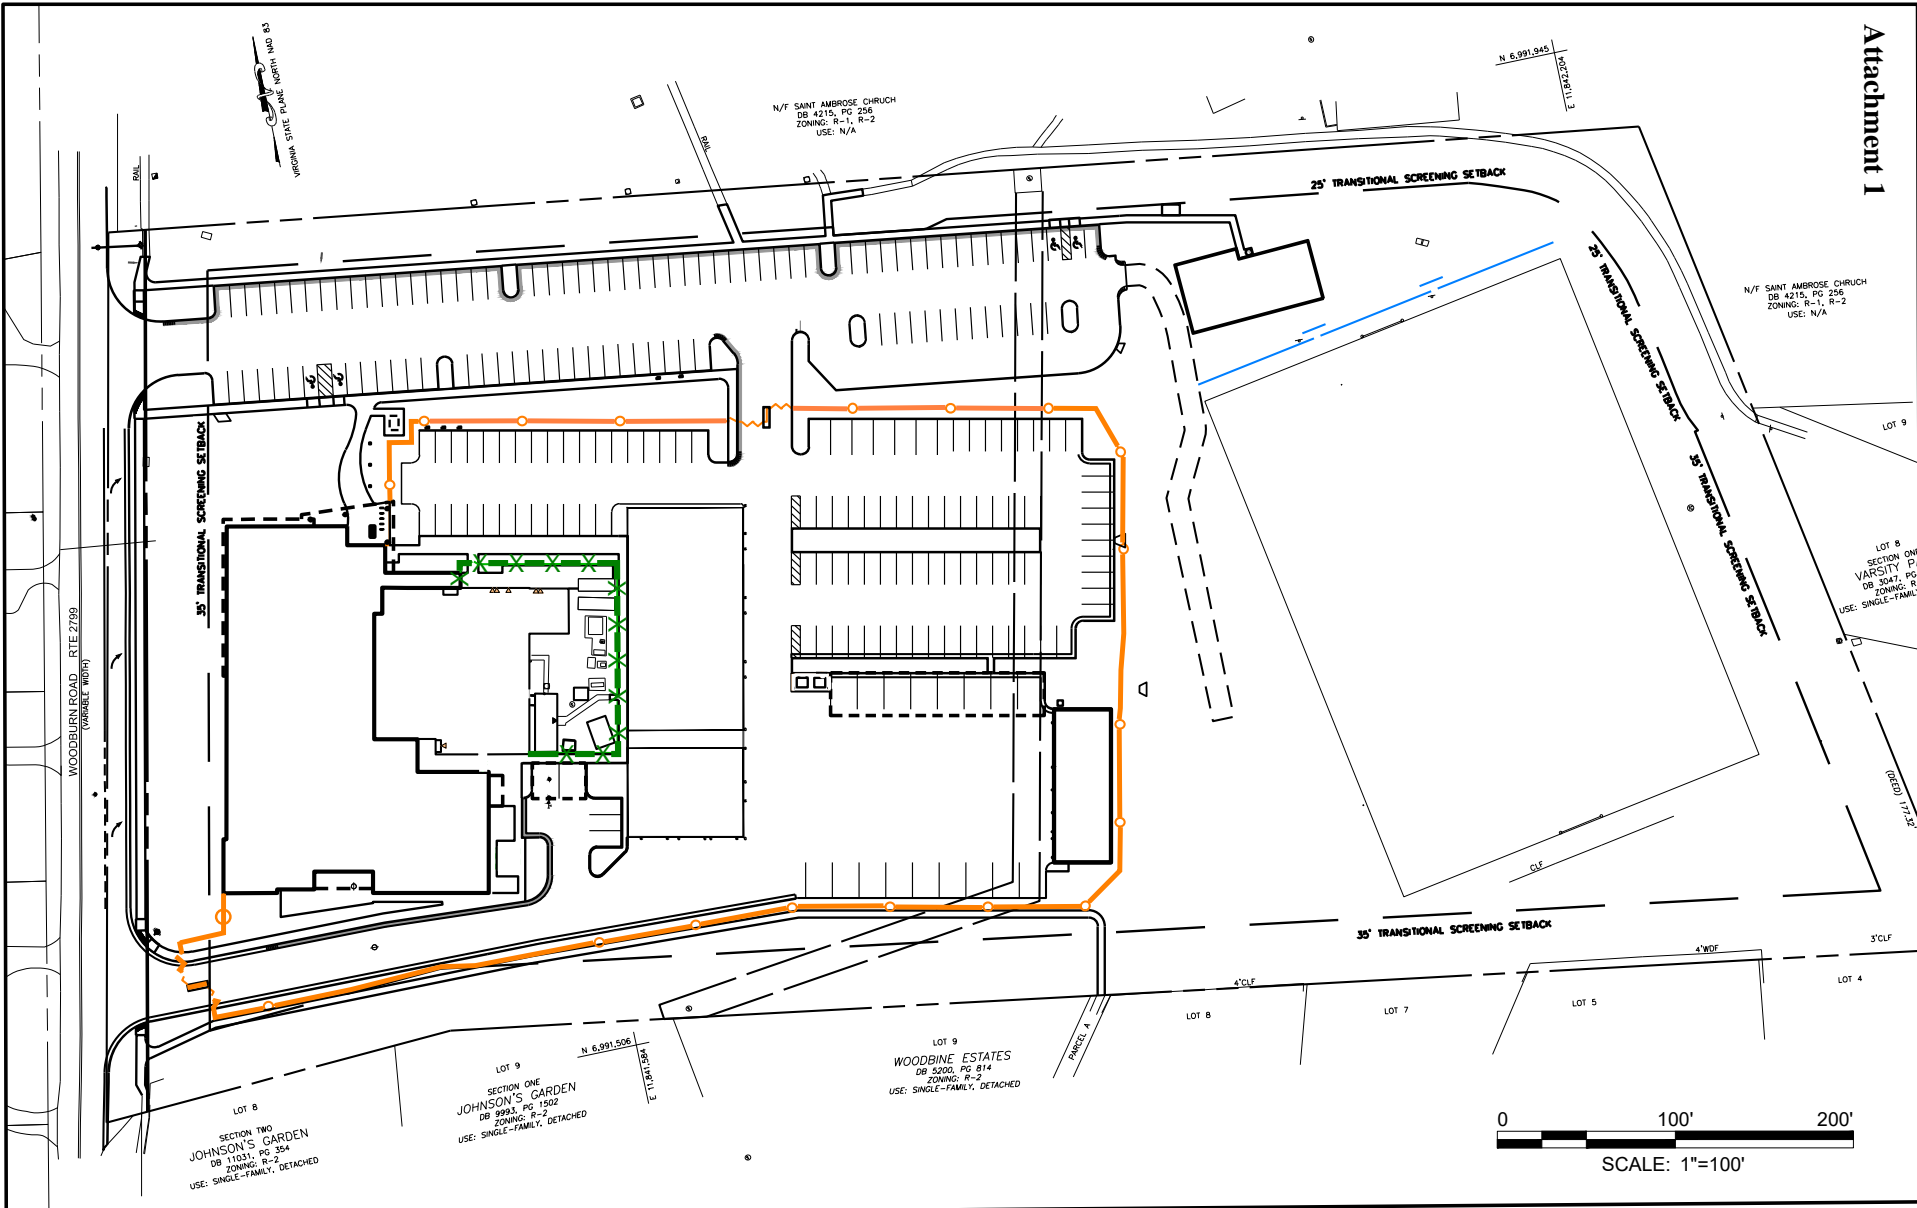 Attachment 1
VIRGINIA STATE PLANE NORTH NAD 83
N/F SAINT AMBROSE CHRUCH
DB 4215, PG 256
ZONING: R-1, R-2
USE: N/A
N 6,991,945
E 11,842,204
RAIL
RAIL
25' TRANSITIONAL SCREENING SETBACK
25' TRANSITIONAL SCREENING SETBACK
N/F SAINT AMBROSE CHRUCH
DB 4215, PG 256
ZONING: R-1, R-2
USE: N/A
LOT 9
35' TRANSITIONAL SCREENING SETBACK
35' TRANSITIONAL SCREENING SETBACK
LOT 8
SECTION ONE
VARSITY PA
DB 3047, PG
ZONING: R
USE: SINGLE-FAMIL
WOODBURN ROAD RTE 2799
(VARIABLE WIDTH)
(DEED) 177.32'
CLF
35' TRANSITIONAL SCREENING SETBACK
4'WDF
3'CLF
4'CLF
LOT 4
LOT 5
LOT 7
LOT 8
PARCEL A
N 6,991,506
E 11,841,584
LOT 9
WOODBINE ESTATES
DB 5200, PG 814
ZONING: R-2
USE: SINGLE-FAMILY, DETACHED
LOT 9
SECTION ONE
JOHNSON'S GARDEN
DB 9993, PG 1502
ZONING: R-2
USE: SINGLE-FAMILY, DETACHED
LOT 8
SECTION TWO
JOHNSON'S GARDEN
DB 11031, PG 354
ZONING: R-2
USE: SINGLE-FAMILY, DETACHED
0 100' 200'
SCALE: 1"=100'